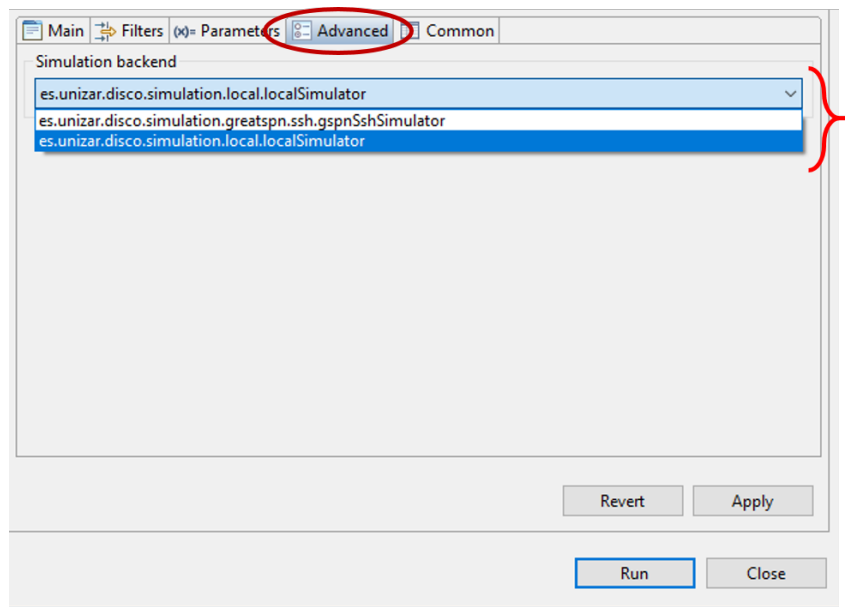 Main Filters (x)= Parameters Advanced Common
Simulation backend
es.unizar.disco.simulation.local.localSimulator
es.unizar.disco.simulation.greatspn.ssh.gspnSshSimulator
es.unizar.disco.simulation.local.localSimulator
Revert Apply
Run Close